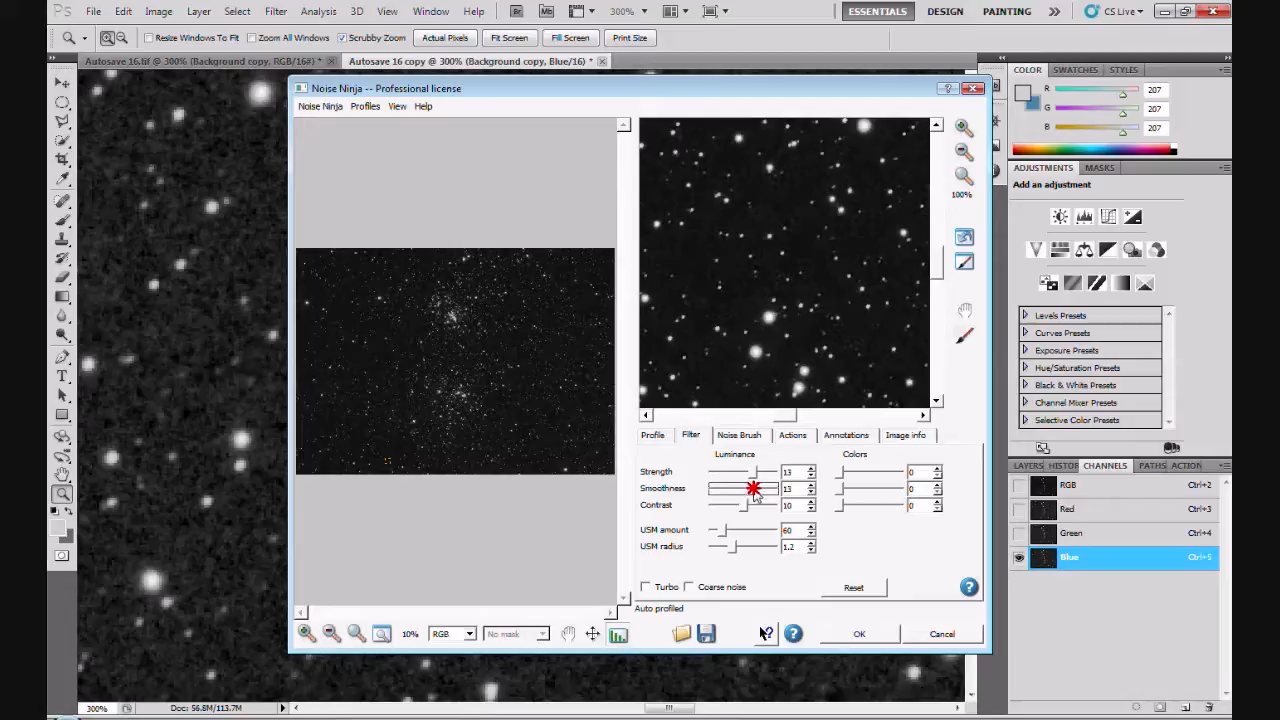 Ps File Edit Image Layer Select Filter Analysis 3D View Window Help Br Mb 300% ESSENTIALS DESIGN PAINTING CS Live
Resize Windows To Fit Zoom All Windows Scrubby Zoom Actual Pixels Fit Screen Fill Screen Print Size
Autosave 16.tif @ 300% (Background copy, RGB/16#) * Autosave 16 copy @ 300% (Background copy, Blue/16) *
COLOR SWATCHES STYLES
R 207
G 207
B 207
Noise Ninja -- Professional license
Noise Ninja Profiles View Help
100%
ADJUSTMENTS MASKS
Add an adjustment
Levels Presets
Curves Presets
Exposure Presets
Hue/Saturation Presets
Black & White Presets
Channel Mixer Presets
Selective Color Presets
Profile Filter Noise Brush Actions Annotations Image info
Luminance Colors
Strength 13 0
Smoothness 13 0
Contrast 10 0
USM amount 60
USM radius 1.2
Turbo Coarse noise Reset
Auto profiled
10% RGB No mask OK Cancel
LAYERS HISTOR CHANNELS PATHS ACTION
RGB Ctrl+2
Red Ctrl+3
Green Ctrl+4
Blue Ctrl+5
300% Doc: 56.8M/113.7M